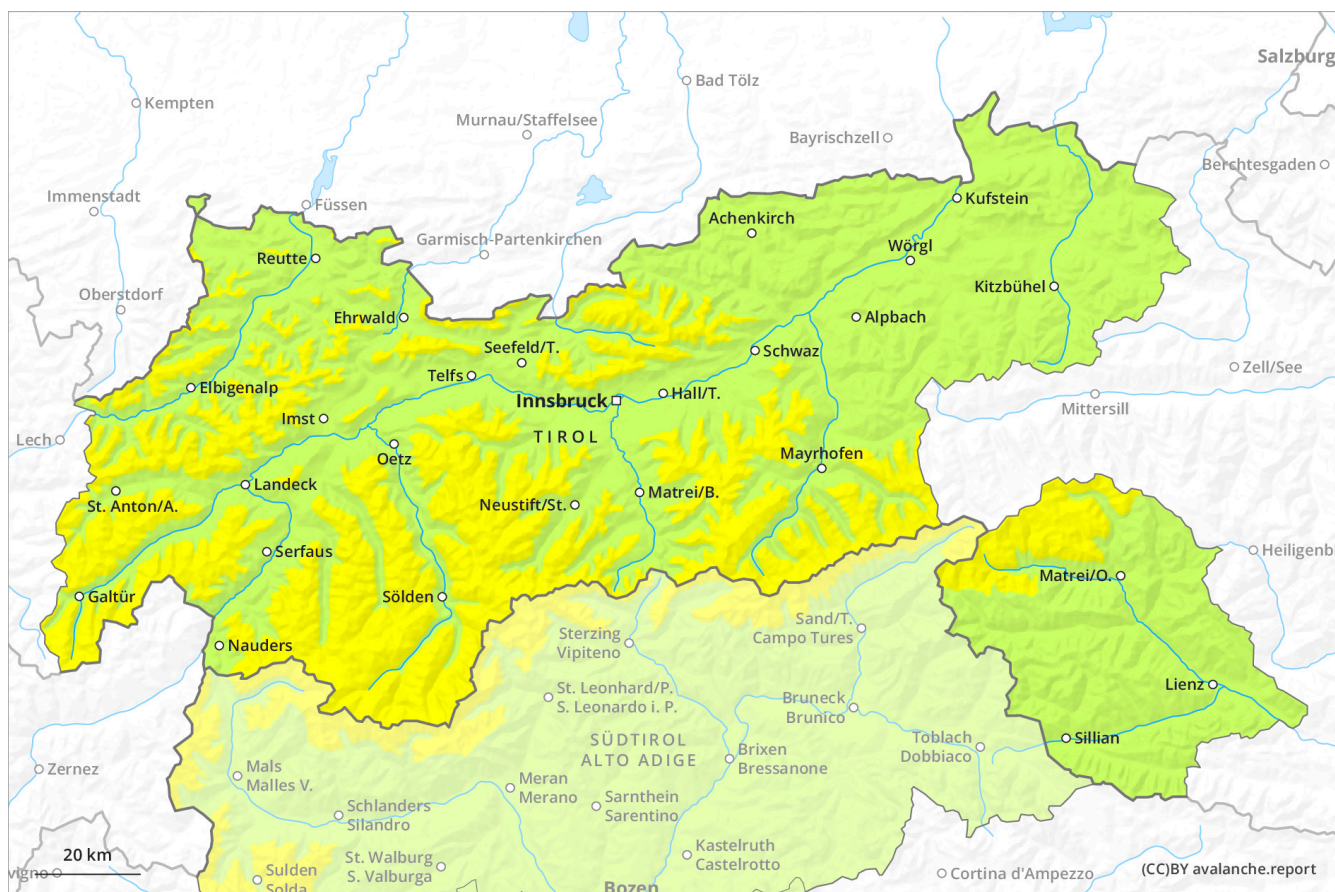 Salzburg
Bad Tölz
Kempten
Murnau/Staffelsee
Bayrischzell
Berchtesgaden
Immenstadt
Füssen
Kufstein
Achenkirch
Garmisch-Partenkirchen
Wörgl
Reutte
Kitzbühel
Oberstdorf
Ehrwald
Alpbach
Seefeld/T.
Schwaz
Zell/See
Telfs
Elbigenalp
Hall/T.
Innsbruck
Mittersill
Imst
Lech
TIROL
Oetz
Mayrhofen
Landeck
Matrei/B.
St. Anton/A.
Neustift/St.
Serfaus
Heiligenb
Matrei/O.
Galtür
Sölden
Sand/T.
Campo Tures
Sterzing
Vipiteno
Nauders
Lienz
St. Leonhard/P.
S. Leonardo i. P.
Bruneck
Brunico
SÜDTIROL
ALTO ADIGE
Toblach
Dobbiaco
Sillian
Brixen
Bressanone
Zernez
Mals
Malles V.
Meran
Merano
Schlanders
Silandro
Sarnthein
Sarentino
20 km
Kastelruth
Castelrotto
St. Walburg
S. Valburga
vigno
Sulden
Solda
Cortina d'Ampezzo
(CC)BY avalanche.report
Bozen